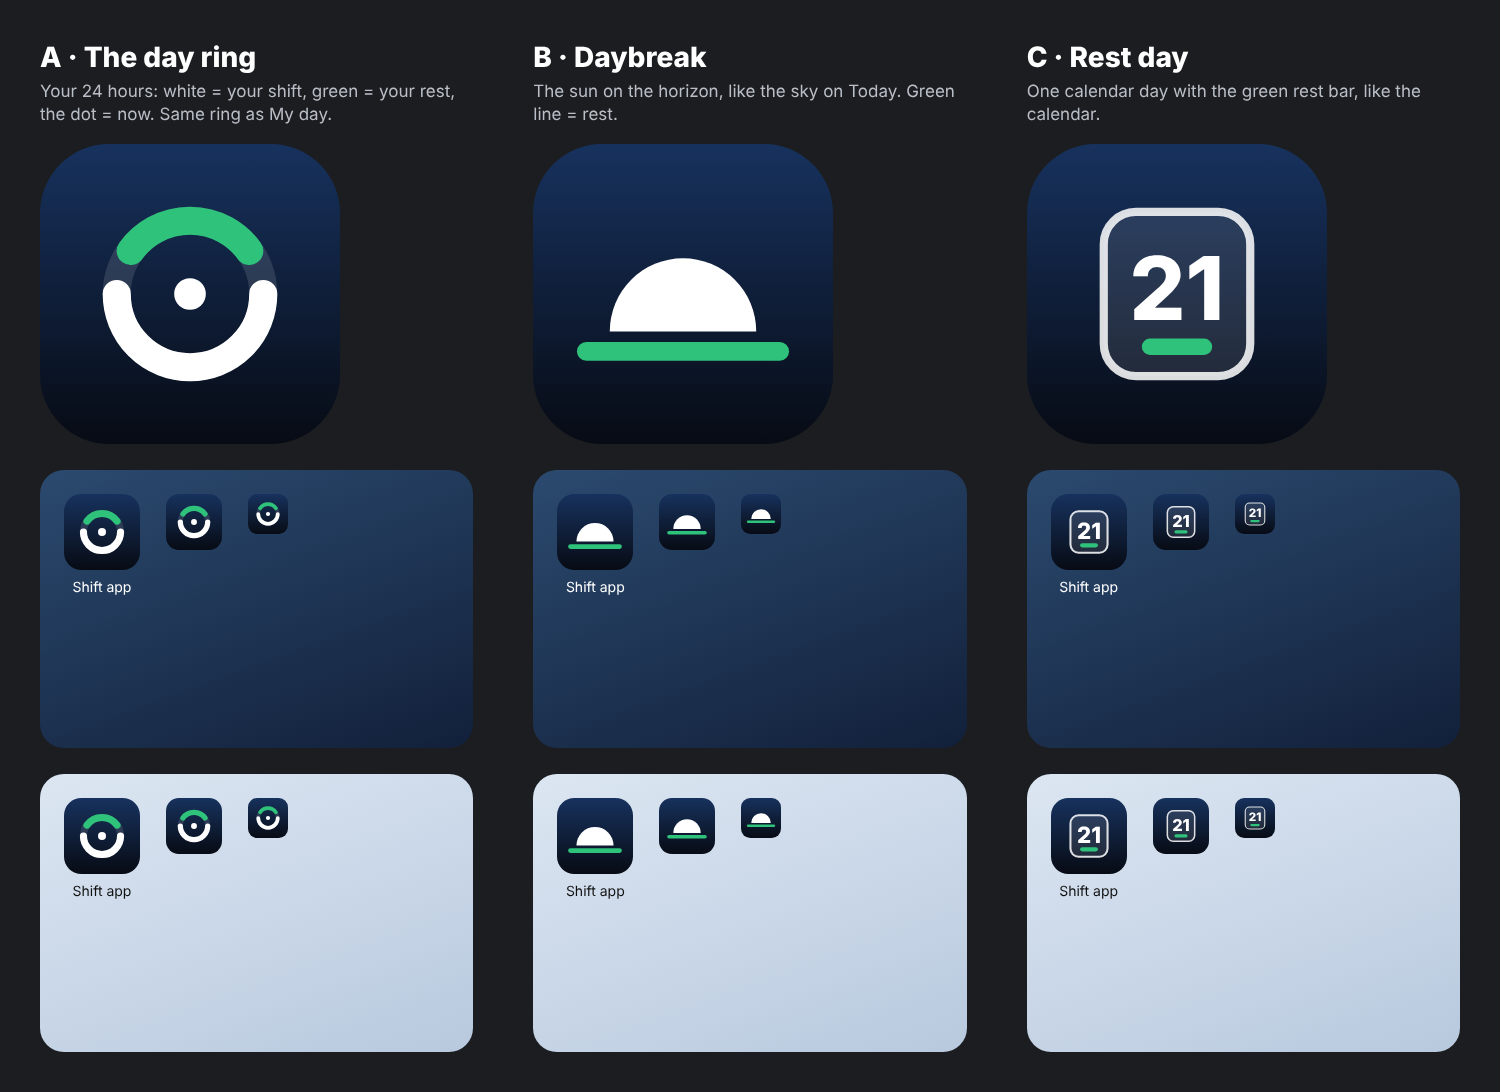 A · The day ring
Your 24 hours: white = your shift, green = your rest,
the dot = now. Same ring as My day.
B · Daybreak
The sun on the horizon, like the sky on Today. Green
line = rest.
C · Rest day
One calendar day with the green rest bar, like the
calendar.
21
21
21
21
Shift app
Shift app
Shift app
21
21
21
Shift app
Shift app
Shift app